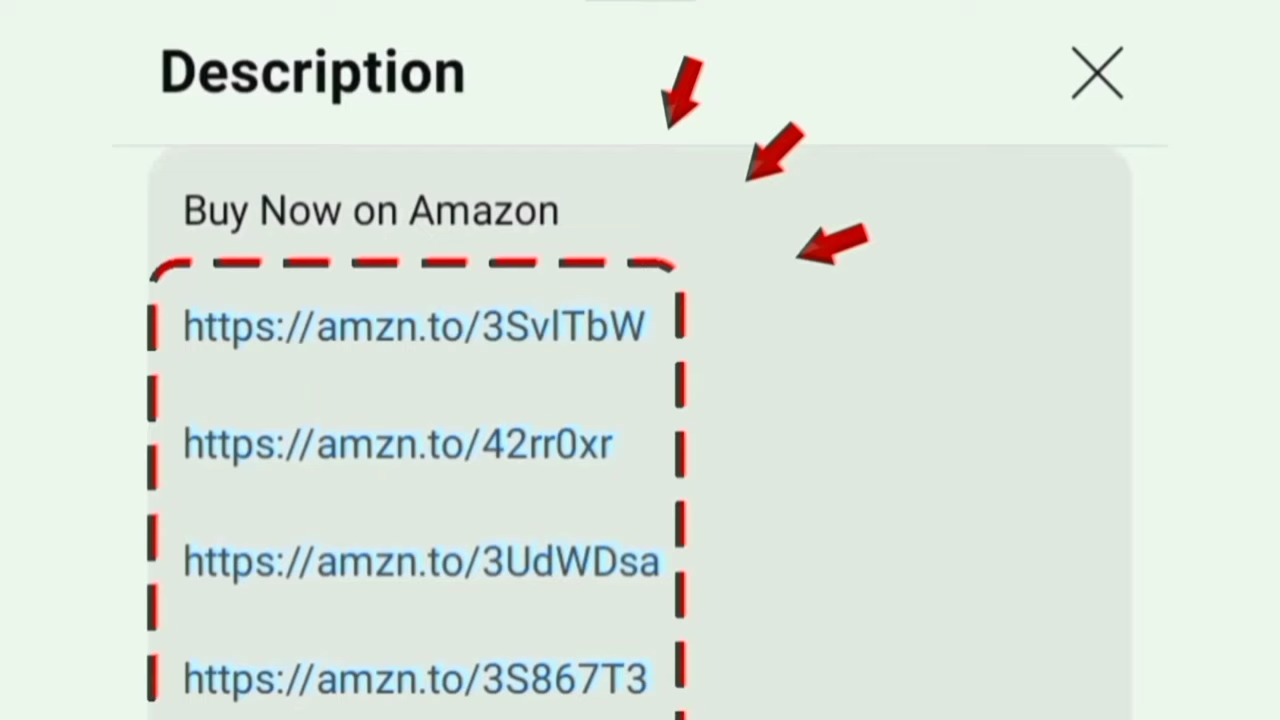 Description
Buy Now on Amazon
https://amzn.to/3SvlTbW
https://amzn.to/42rr0xr
https://amzn.to/3UdWDsa
https://amzn.to/3S867T3